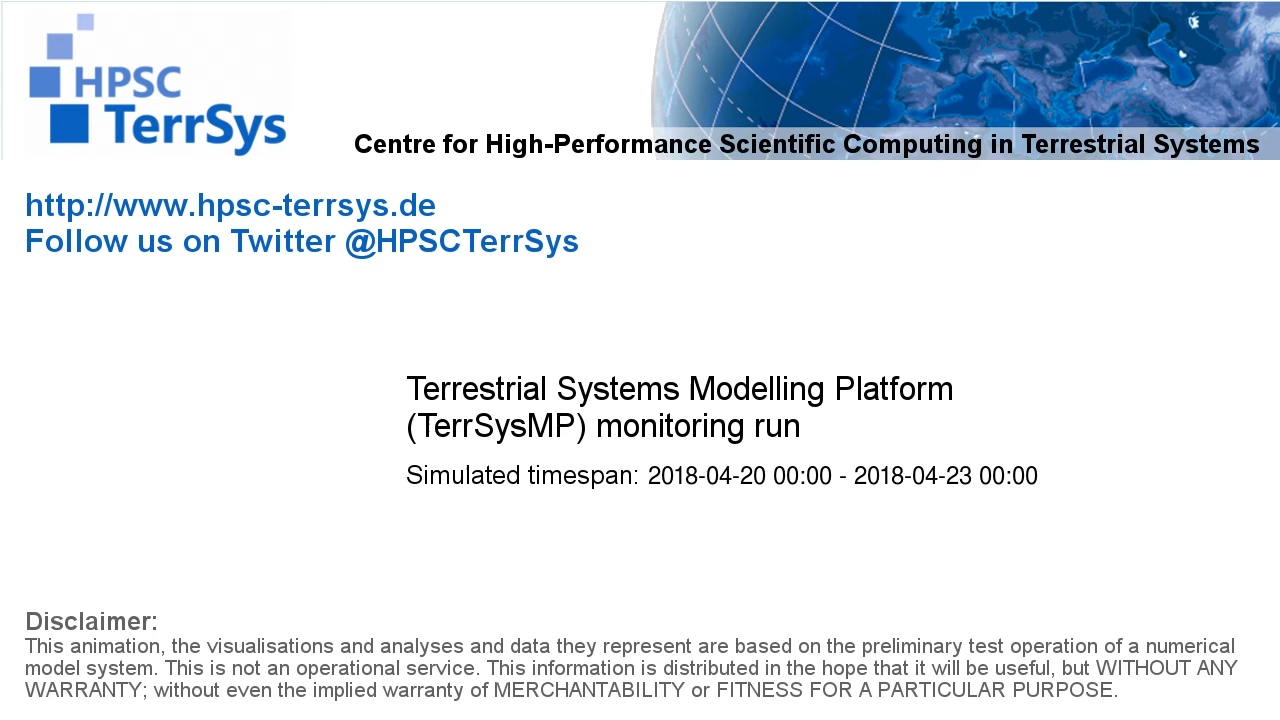 HPSC
TerrSys
Centre for High-Performance Scientific Computing in Terrestrial Systems
http://www.hpsc-terrsys.de
Follow us on Twitter @HPSCTerrSys
Terrestrial Systems Modelling Platform
(TerrSysMP) monitoring run
Simulated timespan: 2018-04-20 00:00 - 2018-04-23 00:00
Disclaimer:
This animation, the visualisations and analyses and data they represent are based on the preliminary test operation of a numerical
model system. This is not an operational service. This information is distributed in the hope that it will be useful, but WITHOUT ANY
WARRANTY; without even the implied warranty of MERCHANTABILITY or FITNESS FOR A PARTICULAR PURPOSE.